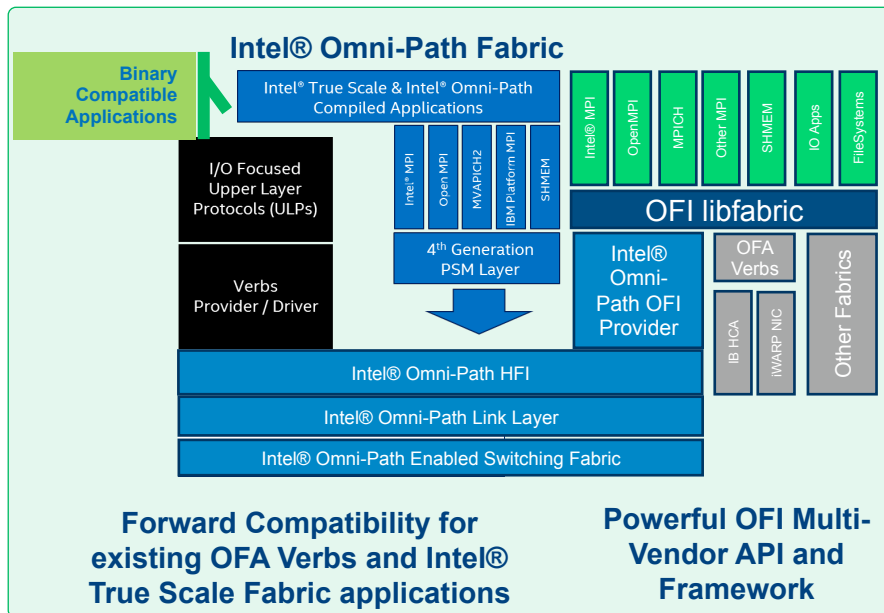 Intel® Omni-Path Fabric
Binary
Compatible
Applications
Intel® True Scale & Intel® Omni-Path
Compiled Applications
I/O Focused
Upper Layer
Protocols (ULPs)
Verbs
Provider / Driver
Intel® MPI
Open MPI
MVAPICH2
IBM Platform MPI
SHMEM
4th Generation
PSM Layer
Intel® MPI
OpenMPI
MPICH
Other MPI
SHMEM
IO Apps
FileSystems
OFI libfabric
Intel®
Omni-
Path OFI
Provider
OFA
Verbs
IB HCA
iWARP NIC
Other Fabrics
Intel® Omni-Path HFI
Intel® Omni-Path Link Layer
Intel® Omni-Path Enabled Switching Fabric
Forward Compatibility for
existing OFA Verbs and Intel®
True Scale Fabric applications
Powerful OFI Multi-
Vendor API and
Framework